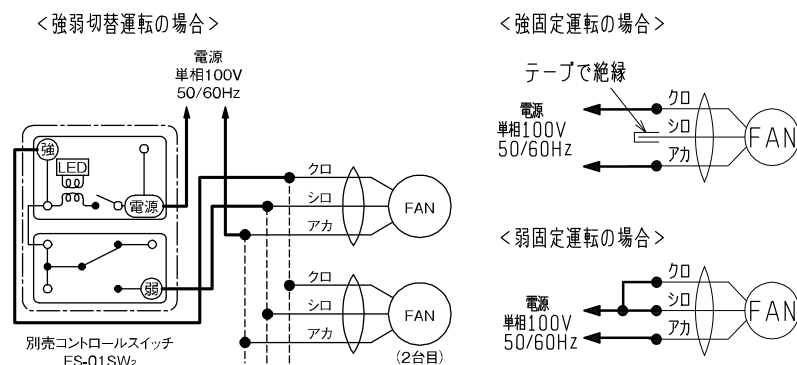 ＜強弱切替運転の場合＞
電源
単相100V
50/60Hz
強
LED
電源
弱
クロ
シロ
アカ
FAN
クロ
シロ
アカ
FAN
(2台目)
別売コントロールスイッチ
ES-01SW₂
＜強固定運転の場合＞
テープで絶縁
電源
単相100V
50/60Hz
クロ
シロ
アカ
FAN
＜弱固定運転の場合＞
電源
単相100V
50/60Hz
クロ
シロ
アカ
FAN